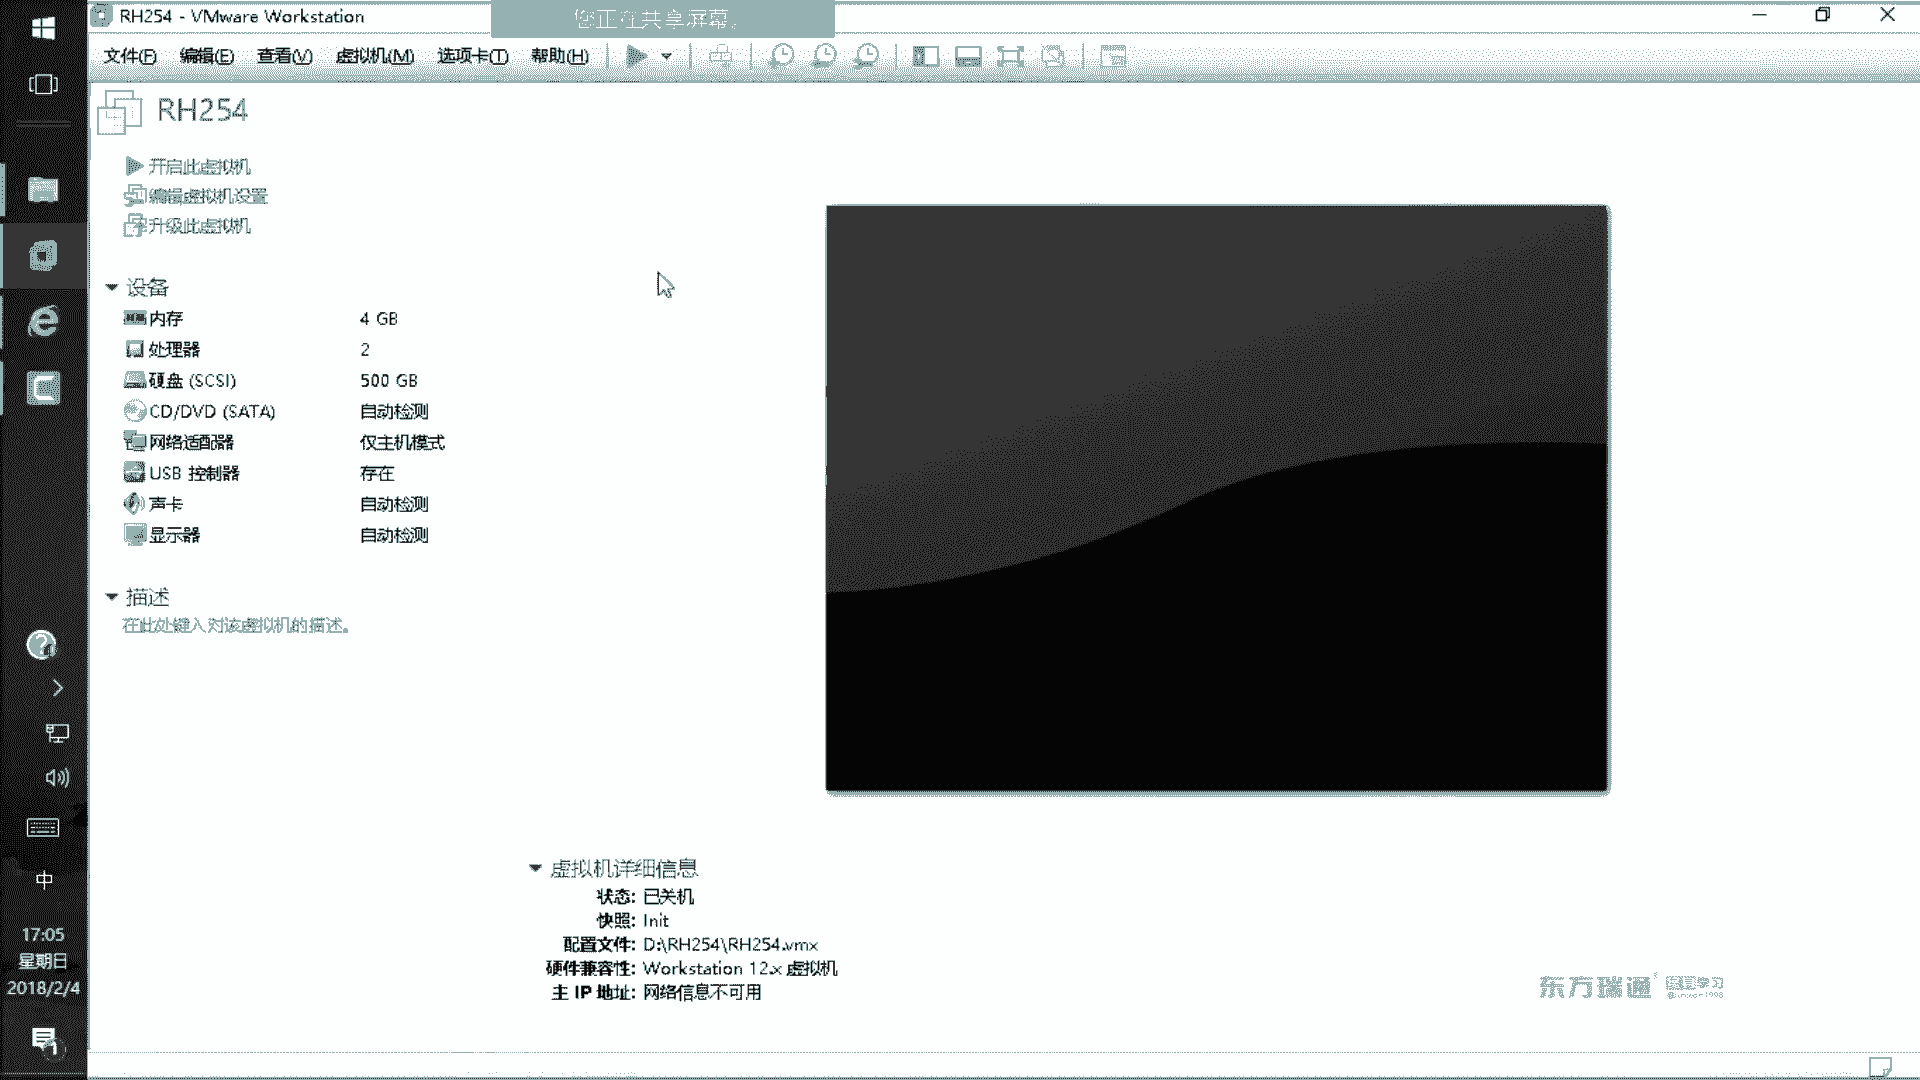 RH254 - VMware Workstation
您正在共享屏幕。
文件(F) 编辑(E) 查看(V) 虚拟机(M) 选项卡(T) 帮助(H)
RH254
开启此虚拟机
编辑虚拟机设置
升级此虚拟机
设备
内存 4 GB
处理器 2
硬盘 (SCSI) 500 GB
CD/DVD (SATA) 自动检测
网络适配器 仅主机模式
USB 控制器 存在
声卡 自动检测
显示器 自动检测
描述
在此处键入对该虚拟机的描述。
虚拟机详细信息
状态: 已关机
快照: Init
配置文件: D:\RH254\RH254.vmx
硬件兼容性: Workstation 12.x 虚拟机
主 IP 地址: 网络信息不可用
中
17:05
星期日
2018/2/4
1
东方瑞通